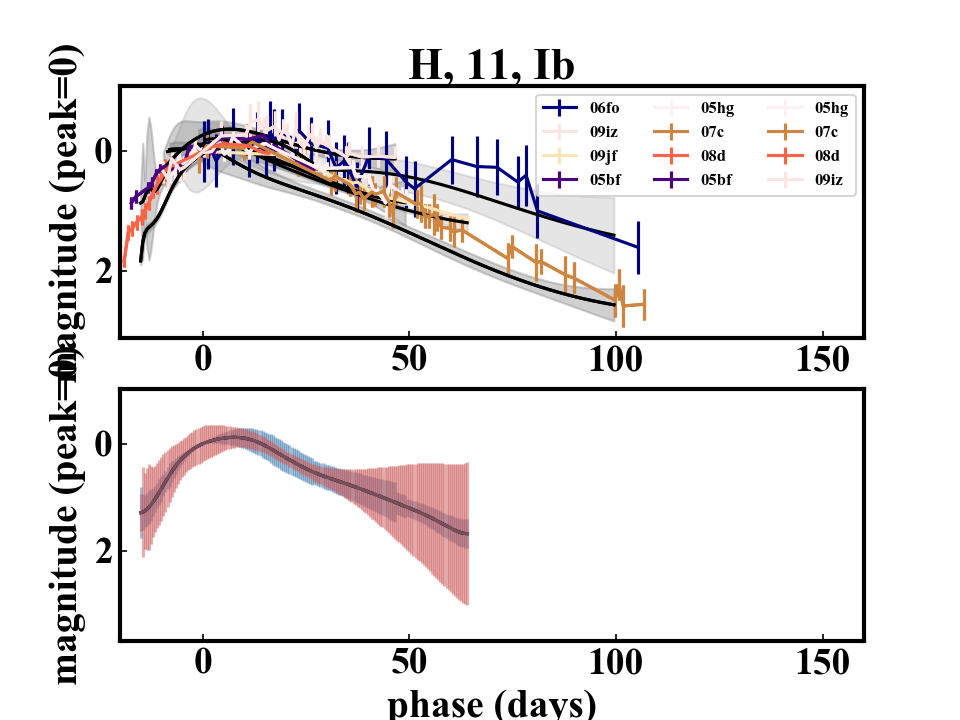 H, 11, Ib
magnitude (peak=0)
0
2
06fo 05hg 05hg
09iz 07c 07c
09jf 08d 08d
05bf 05bf 09iz
0 50 100 150
magnitude (peak=0)
0
2
0 50 100 150
phase (days)